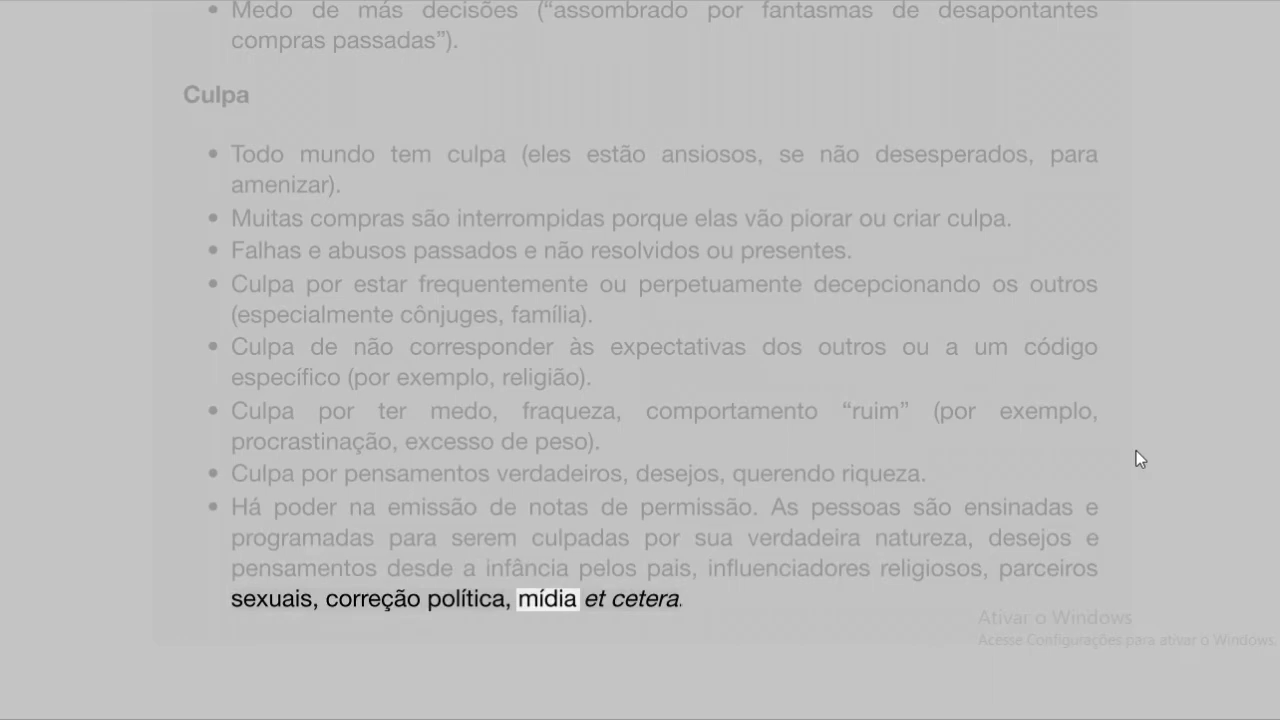 • Medo de más decisões (“assombrado por fantasmas de desapontantes
compras passadas”).
Culpa
• Todo mundo tem culpa (eles estão ansiosos, se não desesperados, para
amenizar).
• Muitas compras são interrompidas porque elas vão piorar ou criar culpa.
• Falhas e abusos passados e não resolvidos ou presentes.
• Culpa por estar frequentemente ou perpetuamente decepcionando os outros
(especialmente cônjuges, família).
• Culpa de não corresponder às expectativas dos outros ou a um código
específico (por exemplo, religião).
• Culpa por ter medo, fraqueza, comportamento “ruim” (por exemplo,
procrastinação, excesso de peso).
• Culpa por pensamentos verdadeiros, desejos, querendo riqueza.
• Há poder na emissão de notas de permissão. As pessoas são ensinadas e
programadas para serem culpadas por sua verdadeira natureza, desejos e
pensamentos desde a infância pelos pais, influenciadores religiosos, parceiros
sexuais, correção política, mídia et cetera.
Ativar o Windows
Acesse Configurações para ativar o Windows.